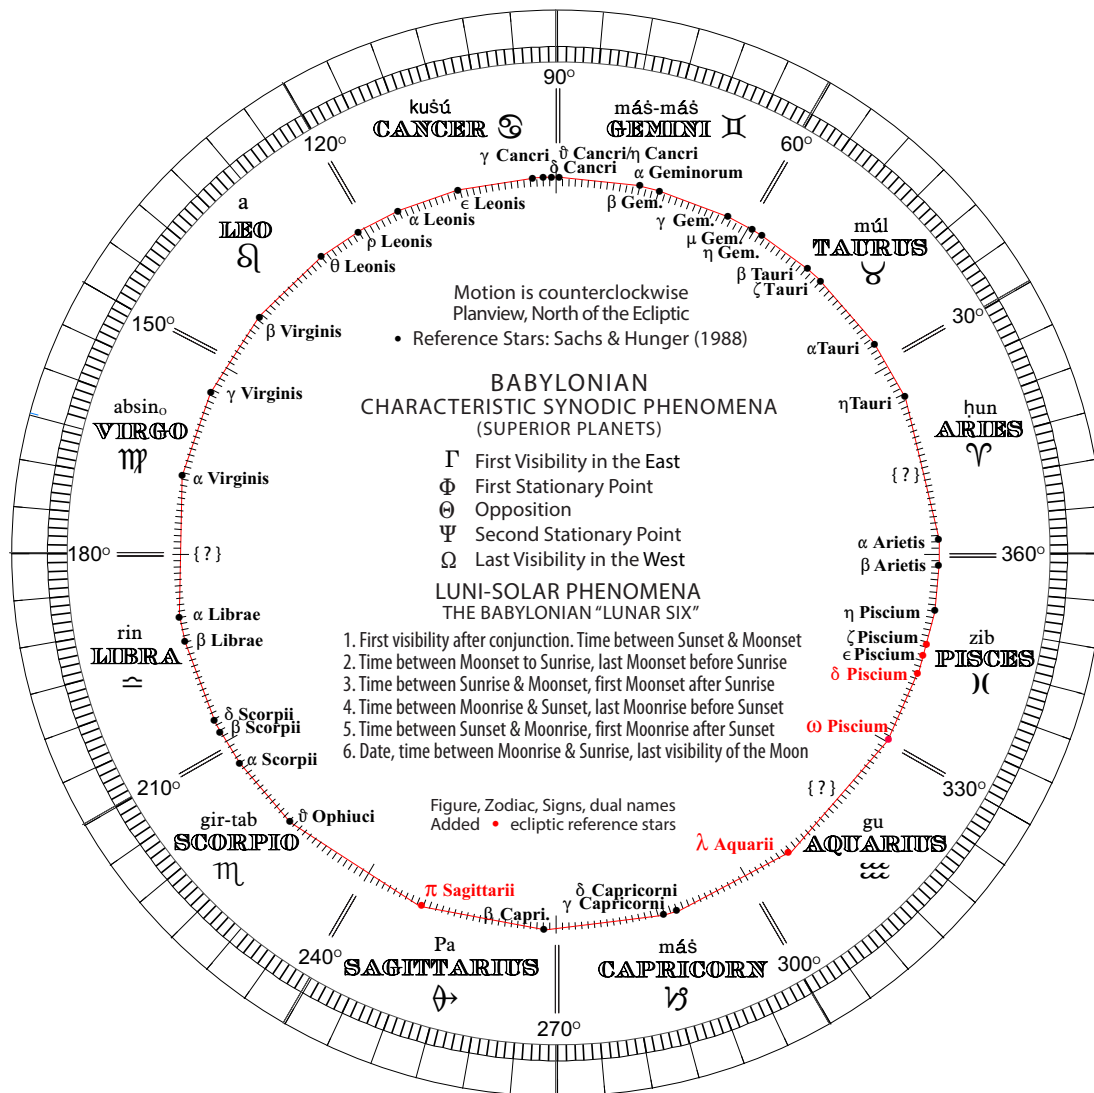 90°
kušú
CANCER ♋
máš-máš
GEMINI ♊
120°
60°
γ Cancri
ϑ Cancri/η Cancri
δ Cancri
α Geminorum
ϵ Leonis
β Gem.
a
LEO
♌
α Leonis
γ Gem.
ρ Leonis
μ Gem.
η Gem.
múl
TAURUS
♉
θ Leonis
β Tauri
ζ Tauri
Motion is counterclockwise
Planview, North of the Ecliptic
• Reference Stars: Sachs & Hunger (1988)
150°
30°
β Virginis
αTauri
BABYLONIAN
CHARACTERISTIC SYNODIC PHENOMENA
(SUPERIOR PLANETS)
γ Virginis
ηTauri
absin₀
VIRGO
♍
ḥun
ARIES
♈
Γ First Visibility in the East
Φ First Stationary Point
Θ Opposition
Ψ Second Stationary Point
Ω Last Visibility in the West
α Virginis
{ ? }
180°
{ ? }
α Arietis
360°
β Arietis
LUNI-SOLAR PHENOMENA
THE BABYLONIAN “LUNAR SIX”
α Librae
η Piscium
rin
LIBRA
♎
β Librae
ζ Piscium
ϵ Piscium
δ Piscium
zib
PISCES
)(
1. First visibility after conjunction. Time between Sunset & Moonset
2. Time between Moonset to Sunrise, last Moonset before Sunrise
3. Time between Sunrise & Moonset, first Moonset after Sunrise
4. Time between Moonrise & Sunset, last Moonrise before Sunset
5. Time between Sunset & Moonrise, first Moonrise after Sunset
6. Date, time between Moonrise & Sunrise, last visibility of the Moon
δ Scorpii
β Scorpii
ω Piscium
α Scorpii
210°
{ ? }
330°
Figure, Zodiac, Signs, dual names
Added • ecliptic reference stars
gir-tab
SCORPIO
♏
ϑ Ophiuci
λ Aquarii
gu
AQUARIUS
♒
π Sagittarii
δ Capricorni
γ Capricorni
β Capri.
240°
Pa
SAGITTARIUS
♐
máš
CAPRICORN
♑
300°
270°